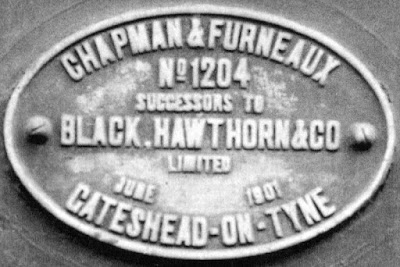 CHAPMAN & FURNEAUX
No 1204
SUCCESSORS TO
BLACK, HAWTHORN & CO
LIMITED
JUNE 1901
GATESHEAD-ON-TYNE